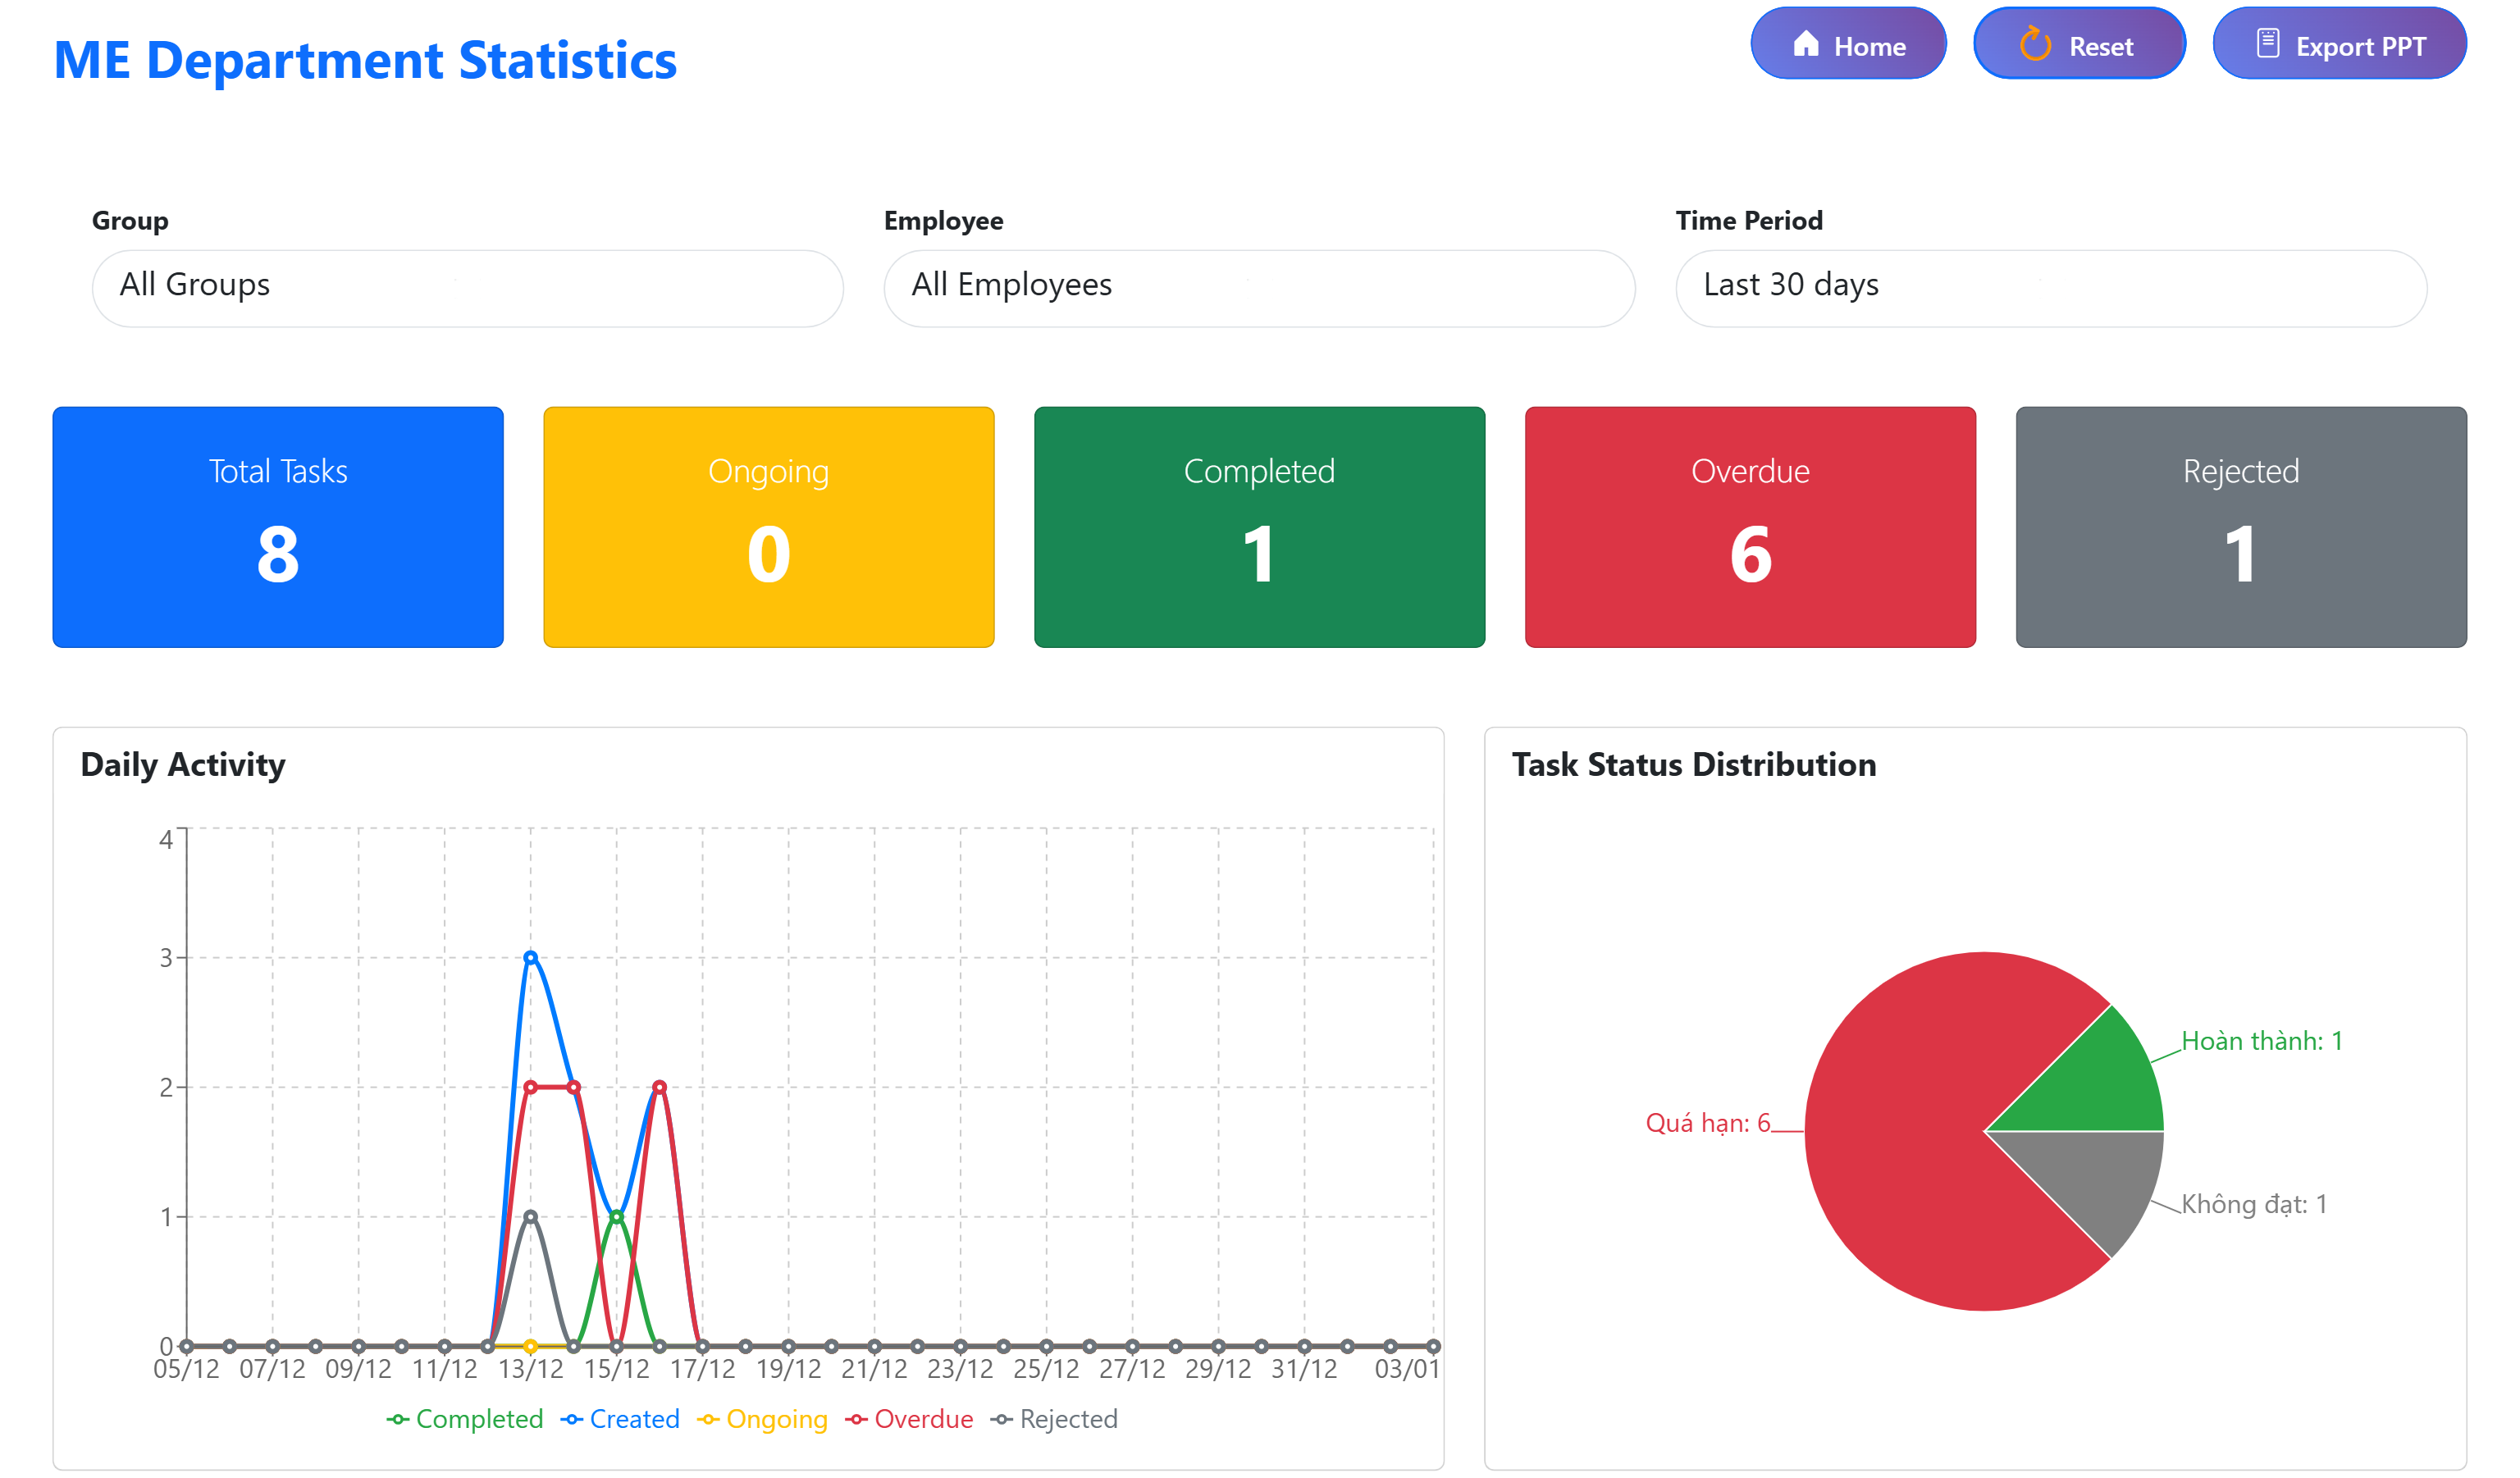 ME Department Statistics
Home
Reset
Export PPT
Group
Employee
Time Period
All Groups
All Employees
Last 30 days
Total Tasks
8
Ongoing
0
Completed
1
Overdue
6
Rejected
1
Daily Activity
4
3
2
1
0
05/12 07/12 09/12 11/12 13/12 15/12 17/12 19/12 21/12 23/12 25/12 27/12 29/12 31/12 03/01
Completed Created Ongoing Overdue Rejected
Task Status Distribution
Hoàn thành: 1
Quá hạn: 6
Không đạt: 1